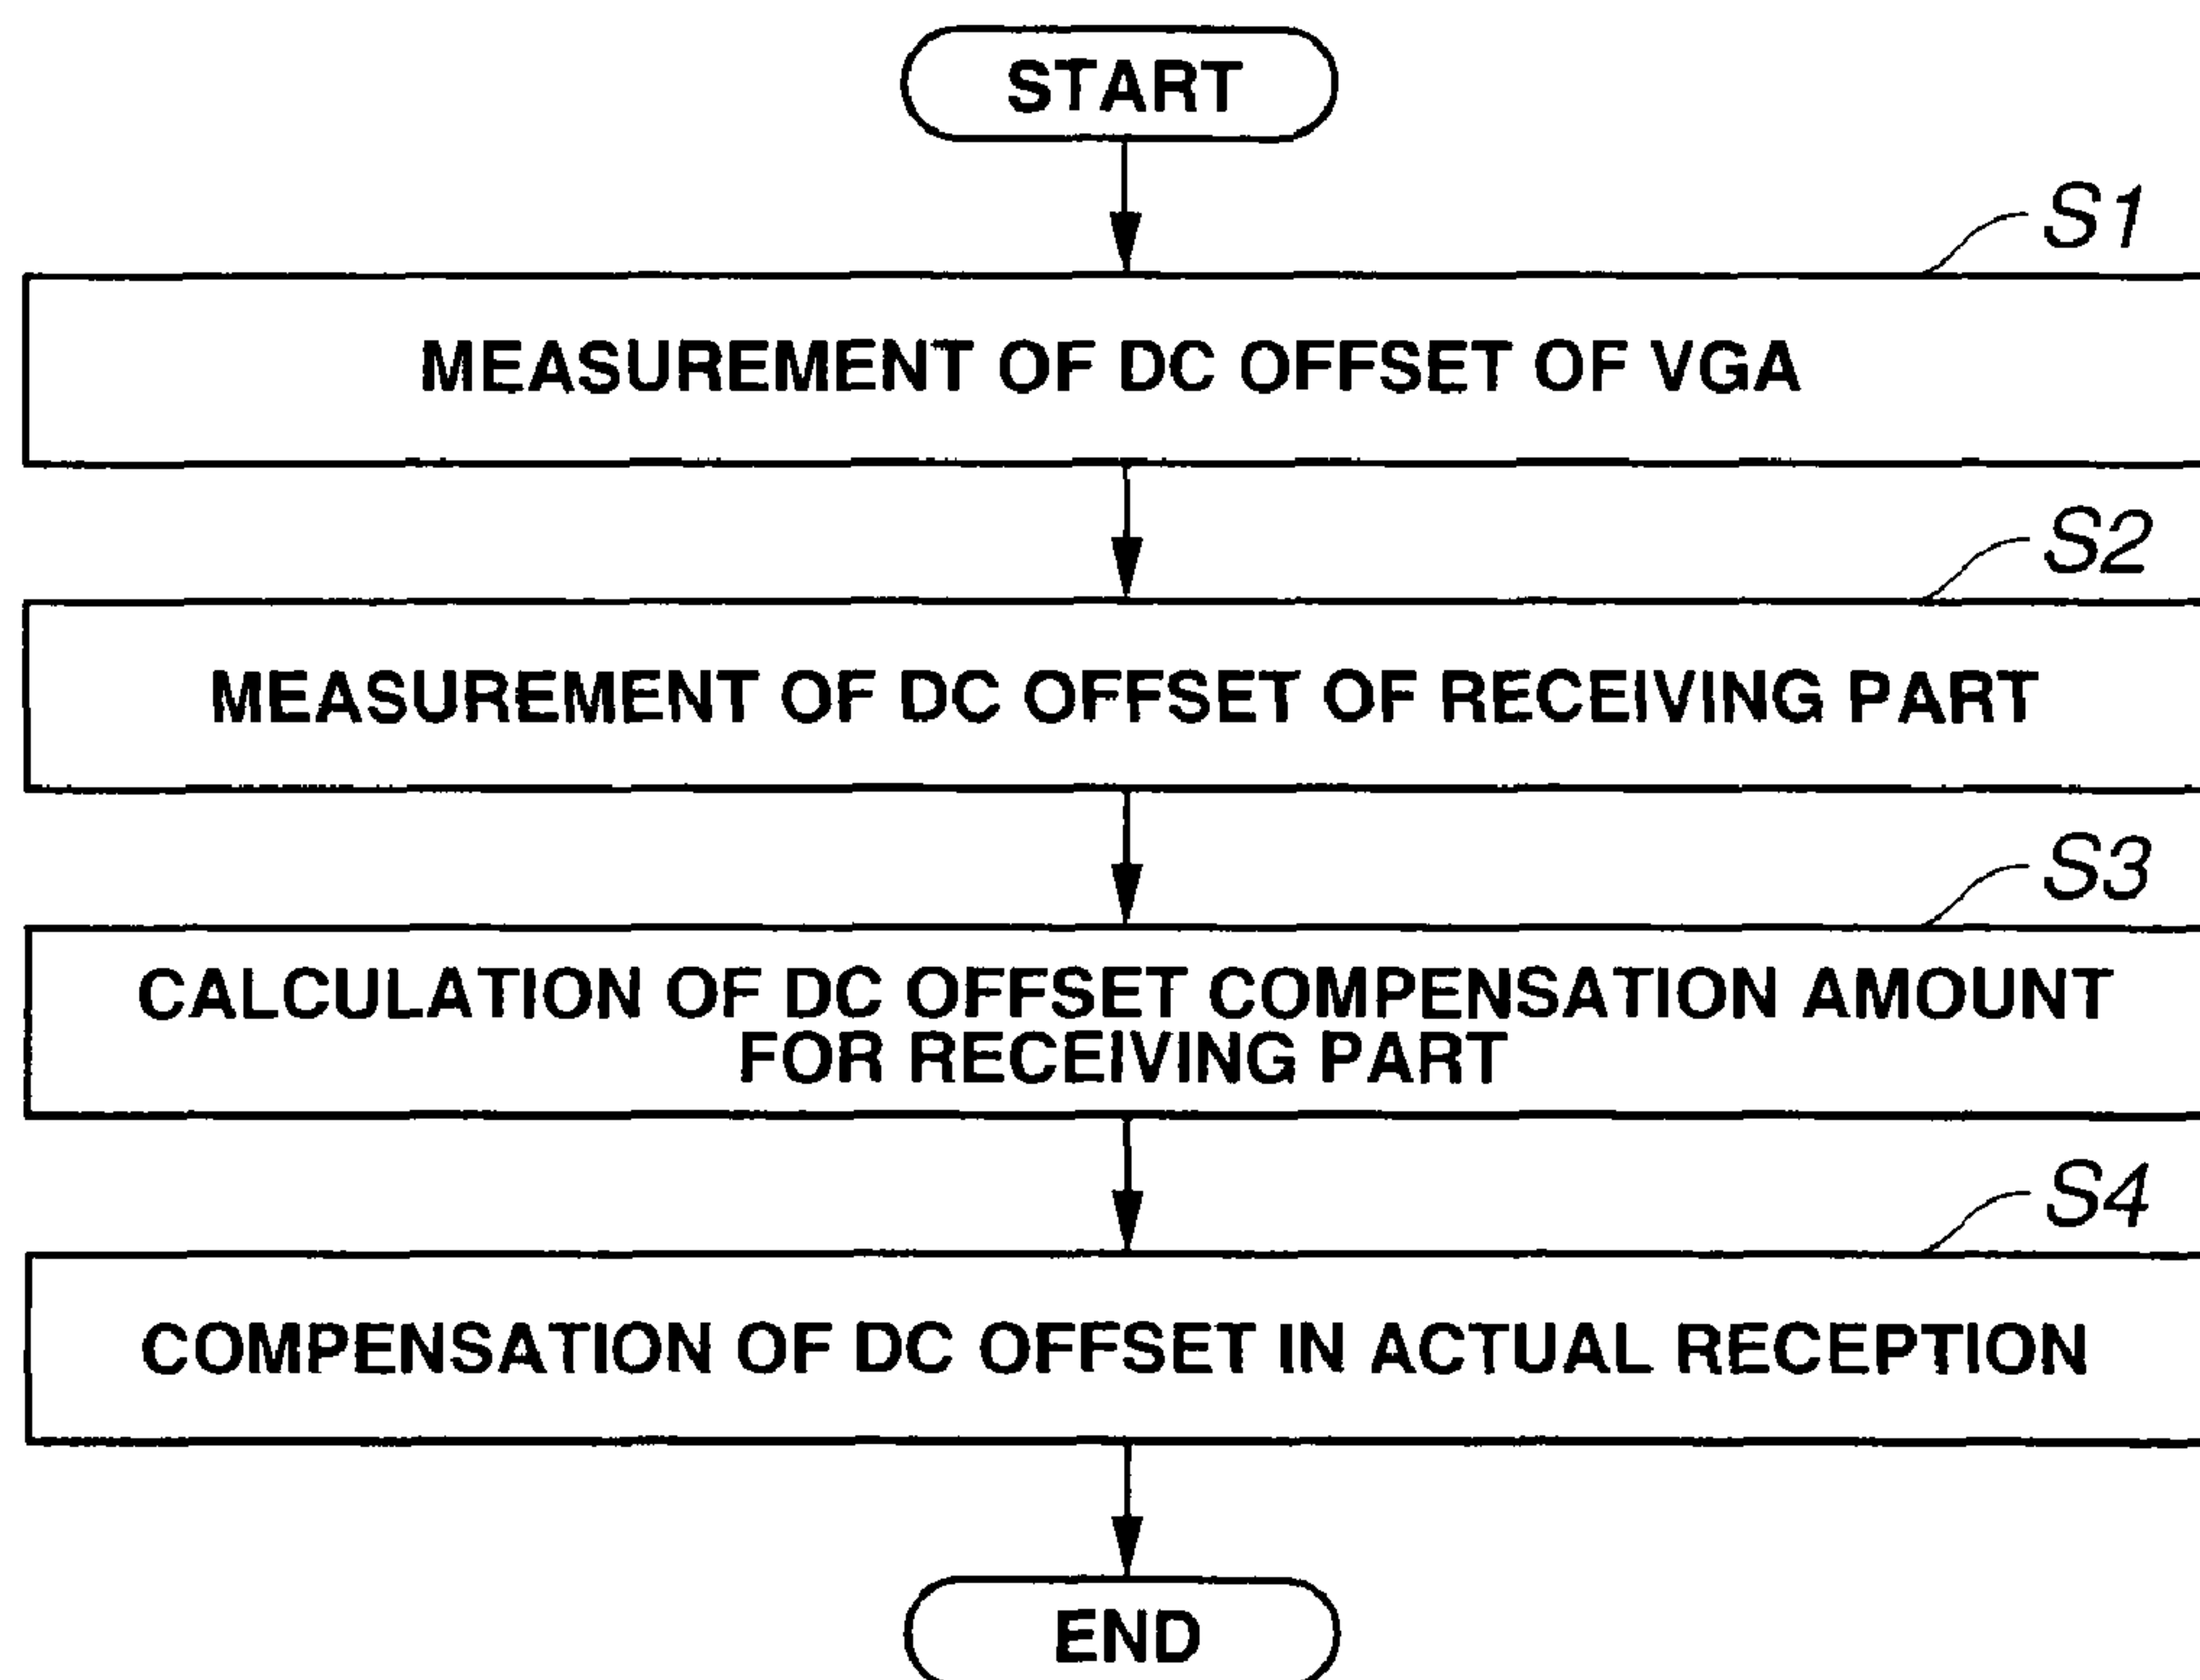 START
S1
MEASUREMENT OF DC OFFSET OF VGA
S2
MEASUREMENT OF DC OFFSET OF RECEIVING PART
S3
CALCULATION OF DC OFFSET COMPENSATION AMOUNT
FOR RECEIVING PART
S4
COMPENSATION OF DC OFFSET IN ACTUAL RECEPTION
END